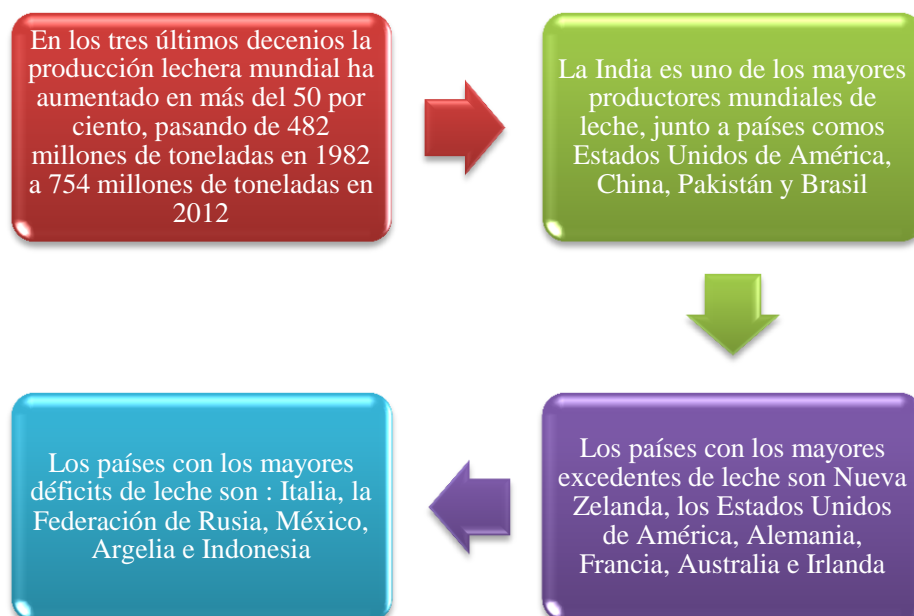 En los tres últimos decenios la
producción lechera mundial ha
aumentado en más del 50 por
ciento, pasando de 482
millones de toneladas en 1982
a 754 millones de toneladas en
2012
La India es uno de los mayores
productores mundiales de
leche, junto a países comos
Estados Unidos de América,
China, Pakistán y Brasil
Los países con los mayores
excedentes de leche son Nueva
Zelanda, los Estados Unidos
de América, Alemania,
Francia, Australia e Irlanda
Los países con los mayores
déficits de leche son : Italia, la
Federación de Rusia, México,
Argelia e Indonesia